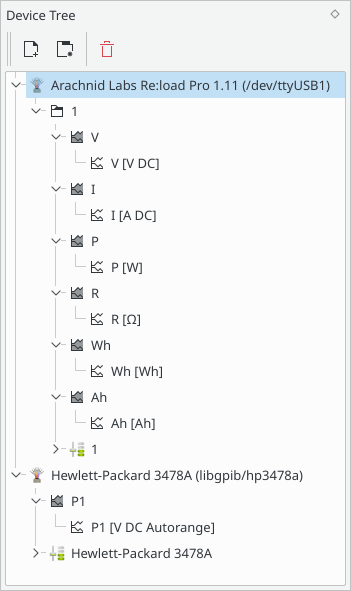 Device Tree
Arachnid Labs Re:load Pro 1.11 (/dev/ttyUSB1)
1
V
V [V DC]
I
I [A DC]
P
P [W]
R
R [Ω]
Wh
Wh [Wh]
Ah
Ah [Ah]
1
Hewlett-Packard 3478A (libgpib/hp3478a)
P1
P1 [V DC Autorange]
Hewlett-Packard 3478A